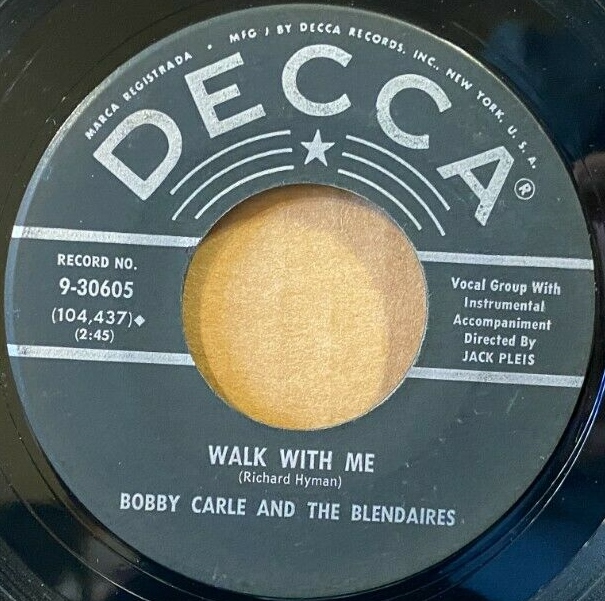 MARCA REGISTRADA • MFG'D BY DECCA RECORDS, INC., NEW YORK, U. S. A.
DECCA®
RECORD NO.
9-30605
(104,437)◆
(2:45)
Vocal Group With
Instrumental
Accompaniment
Directed By
JACK PLEIS
WALK WITH ME
(Richard Hyman)
BOBBY CARLE AND THE BLENDAIRES